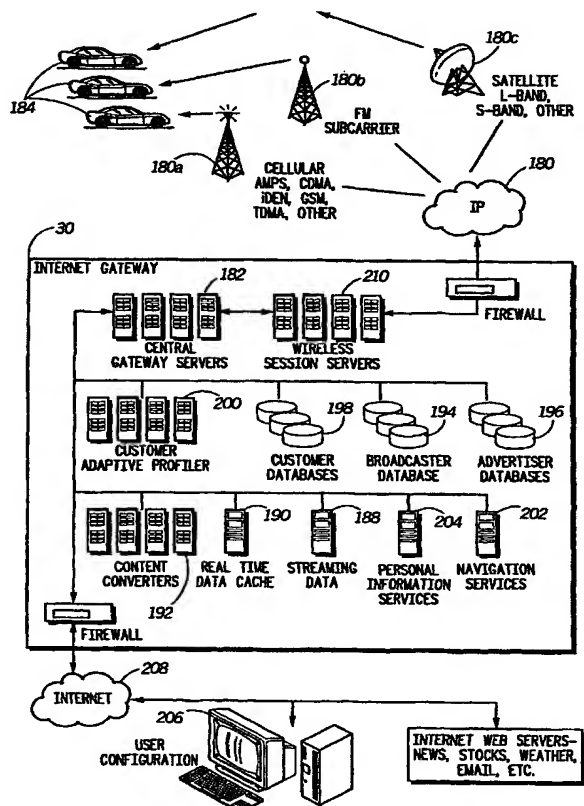 184
180b
180c
SATELLITE
L-BAND,
S-BAND, OTHER
FM
SUBCARRIER
180a
180
CELLULAR
AMPS, CDMA,
iDEN, GSM,
TDMA, OTHER
IP
30
INTERNET GATEWAY
182
210
FIREWALL
CENTRAL
GATEWAY SERVERS
WIRELESS
SESSION SERVERS
200
198
194
196
CUSTOMER
ADAPTIVE PROFILER
CUSTOMER
DATABASES
BROADCASTER
DATABASE
ADVERTISER
DATABASES
190
188
204
202
CONTENT
CONVERTERS
192
REAL TIME
DATA CACHE
STREAMING
DATA
PERSONAL
INFORMATION
SERVICES
NAVIGATION
SERVICES
FIREWALL
208
INTERNET
206
USER
CONFIGURATION
INTERNET WEB SERVERS-
NEWS, STOCKS, WEATHER,
EMAIL, ETC.